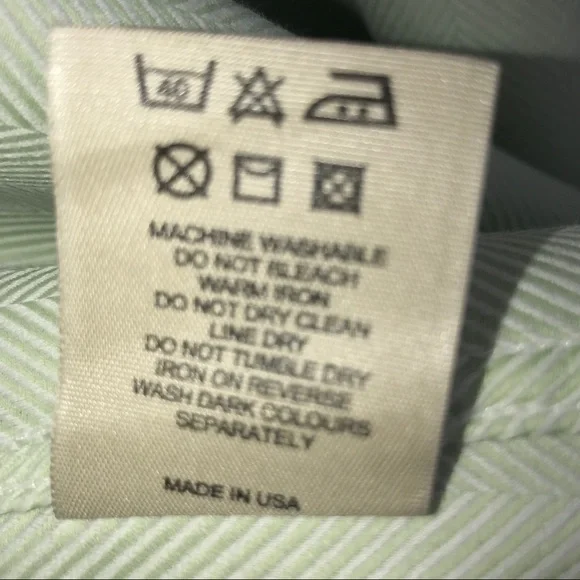 40
MACHINE WASHABLE
DO NOT BLEACH
WARM IRON
DO NOT DRY CLEAN
LINE DRY
DO NOT TUMBLE DRY
IRON ON REVERSE
WASH DARK COLOURS
SEPARATELY
MADE IN USA